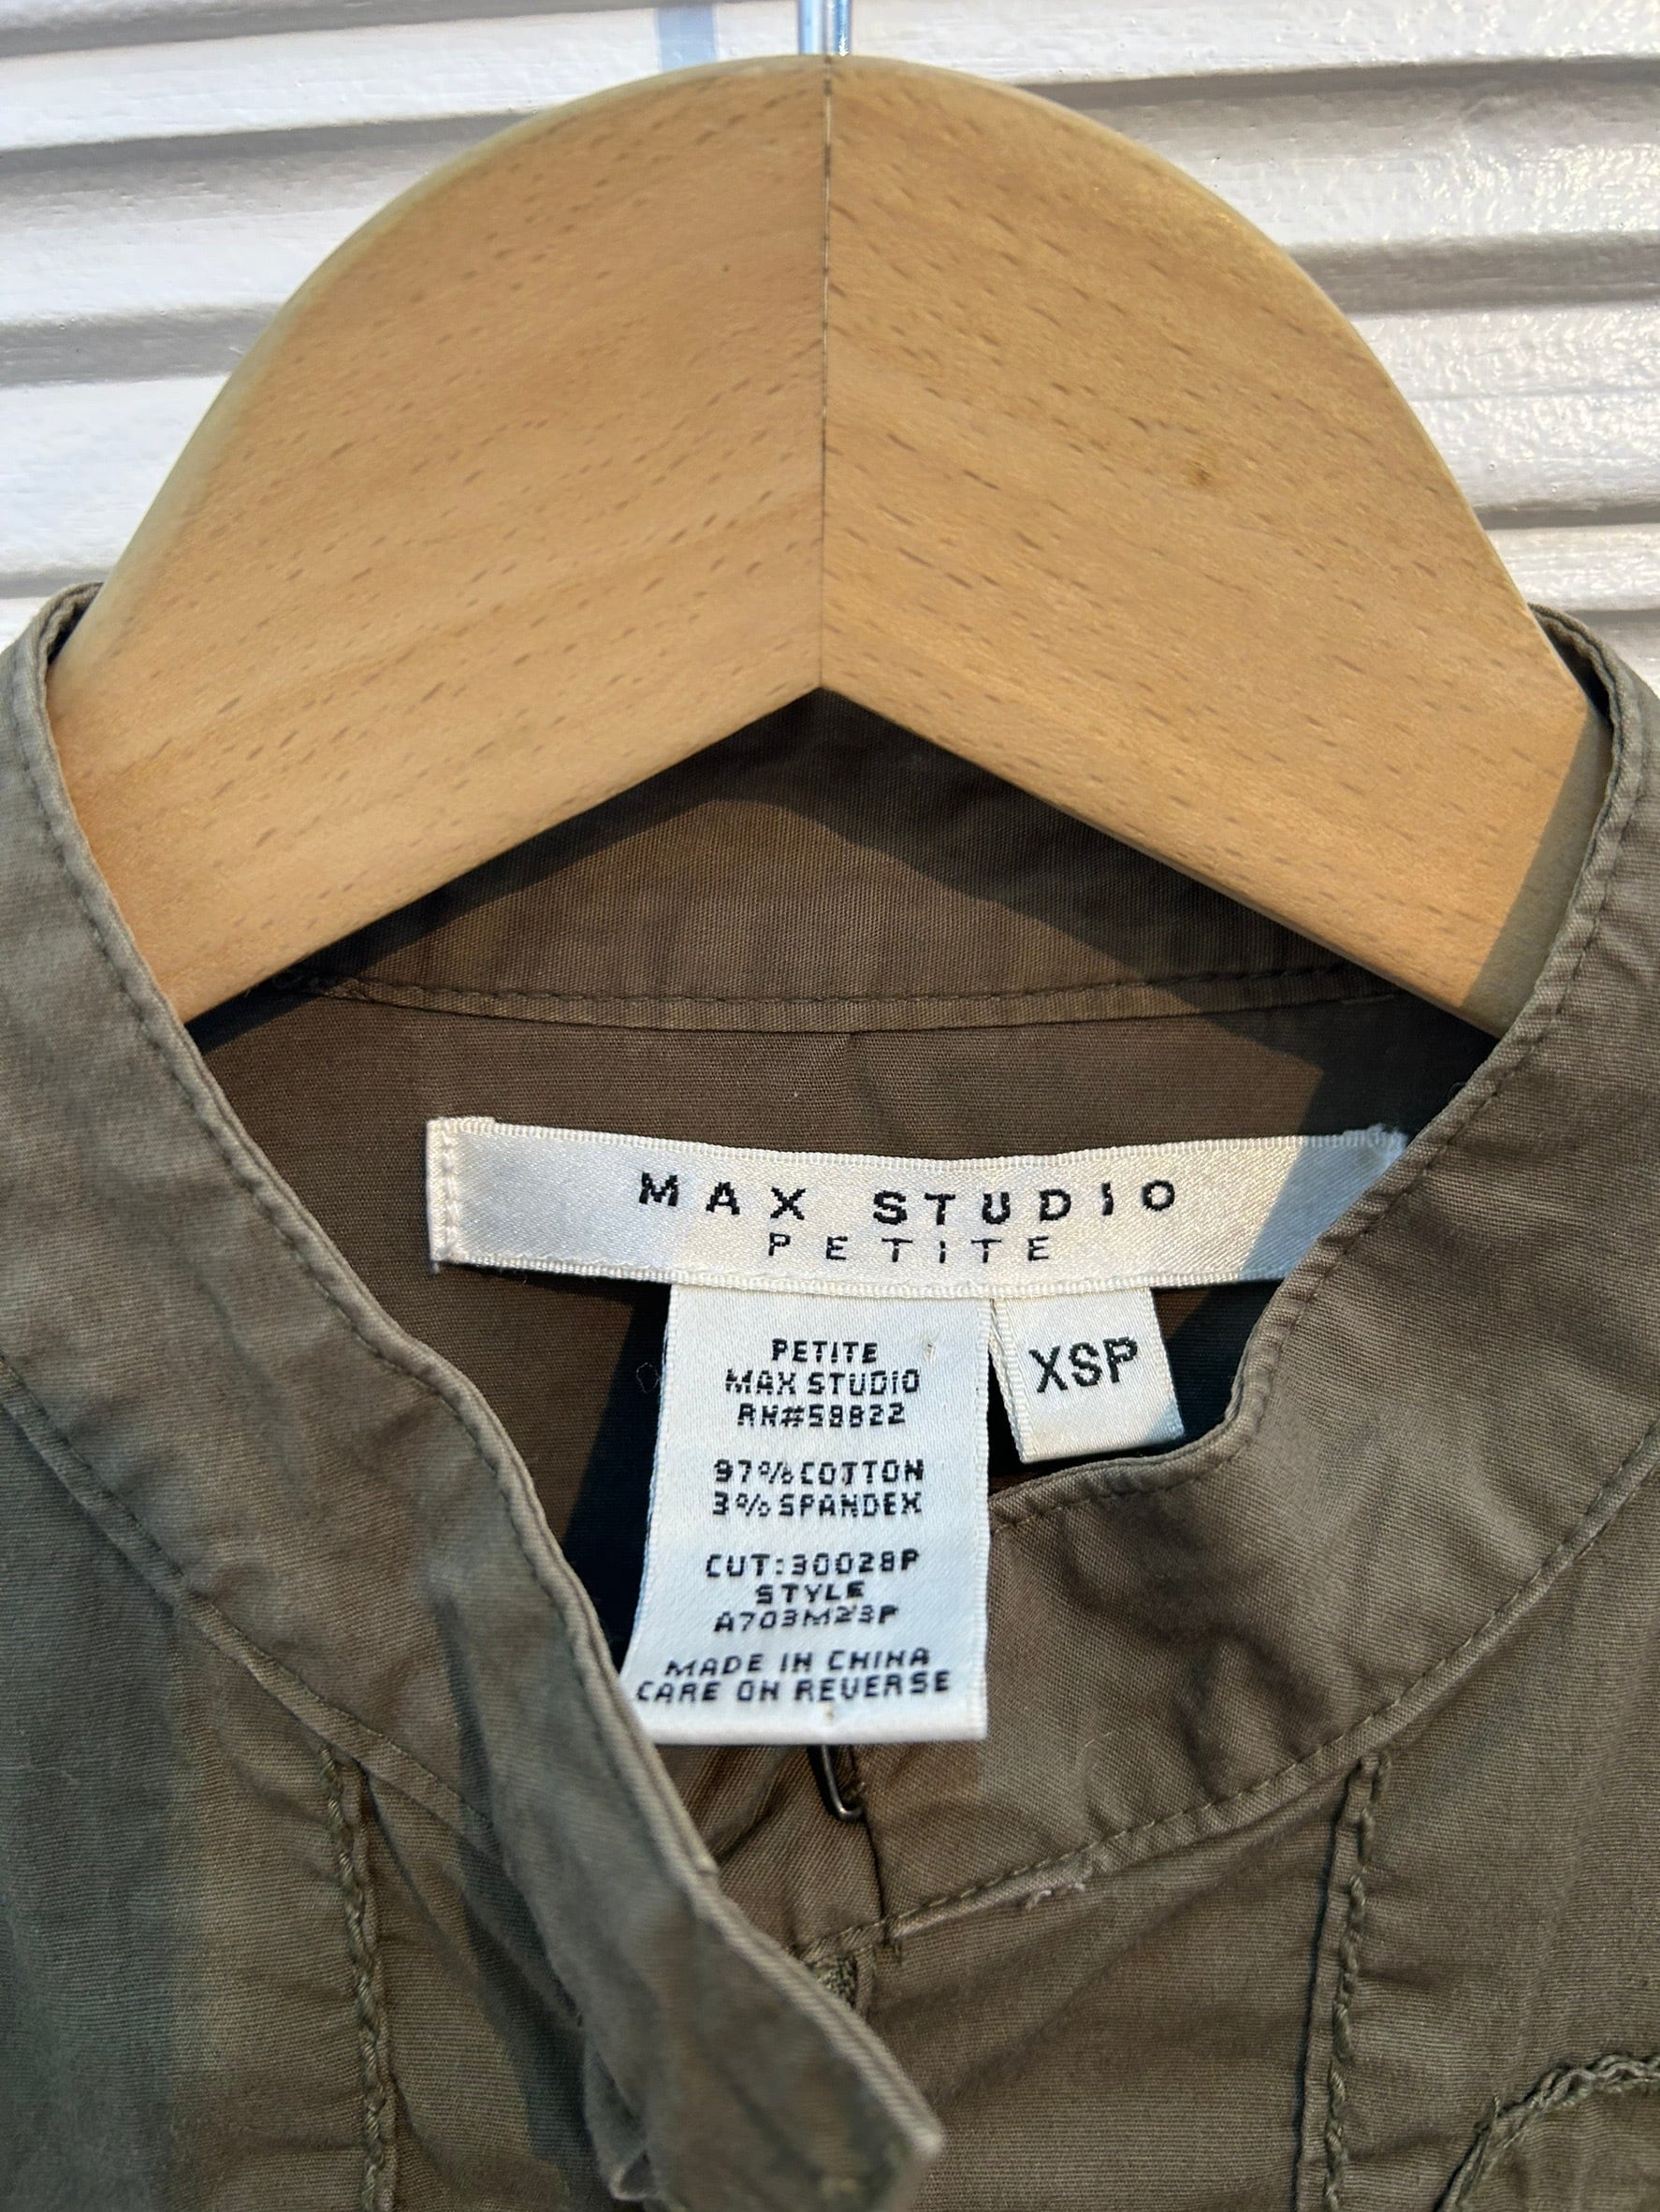 MAX STUDIO
PETITE
XSP
PETITE
MAX STUDIO
RN#59822
97% COTTON
3% SPANDEX
CUT:30028P
STYLE
A703M23P
MADE IN CHINA
CARE ON REVERSE